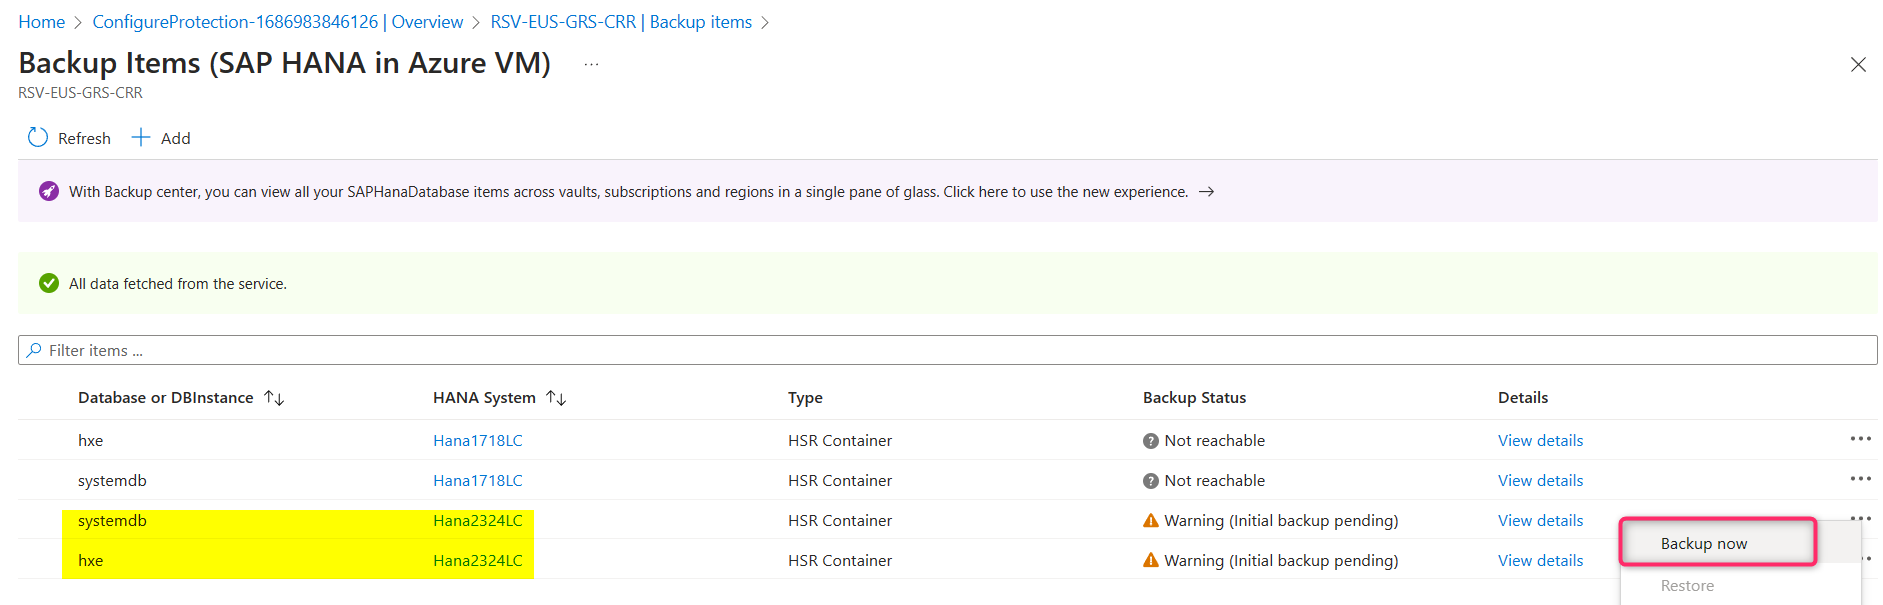 Home > ConfigureProtection-1686983846126 | Overview > RSV-EUS-GRS-CRR | Backup items >
Backup Items (SAP HANA in Azure VM) ...
RSV-EUS-GRS-CRR
Refresh + Add
With Backup center, you can view all your SAPHanaDatabase items across vaults, subscriptions and regions in a single pane of glass. Click here to use the new experience. →
All data fetched from the service.
Filter items ...
Database or DBInstance ↑↓ HANA System ↑↓ Type Backup Status Details
hxe Hana1718LC HSR Container Not reachable View details ...
systemdb Hana1718LC HSR Container Not reachable View details ...
systemdb Hana2324LC HSR Container Warning (Initial backup pending) View details ...
Backup now
hxe Hana2324LC HSR Container Warning (Initial backup pending) View details
Restore